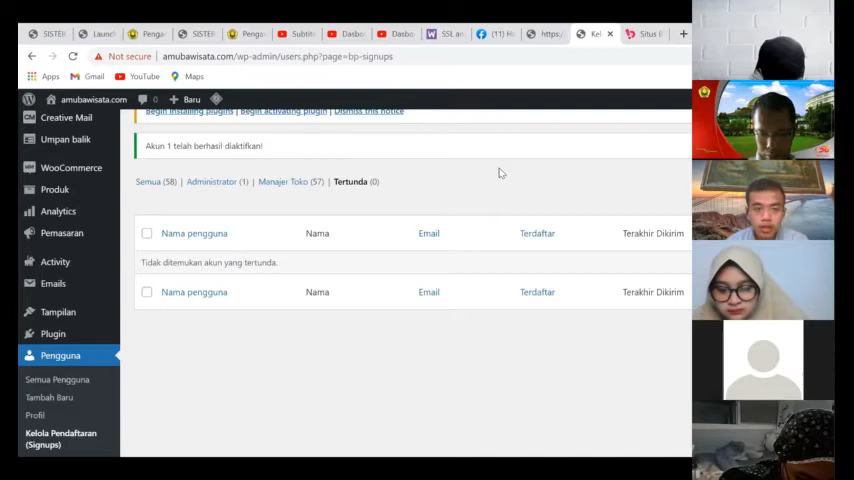 SISTER
Launch
Penga
SISTER
Penga
Subtitl
Dasbo
Dasbo
SSL an
(1) Ha
https:/
Kel
Situs B
Not secure | amubawisata.com/wp-admin/users.php?page=bp-signups
Apps Gmail YouTube Maps
amubawisata.com 0 + Baru
Creative Mail
Umpan balik
WooCommerce
Produk
Analytics
Pemasaran
Activity
Emails
Tampilan
Plugin
Pengguna
Semua Pengguna
Tambah Baru
Profil
Kelola Pendaftaran
(Signups)
Begin installing plugins | Begin activating plugin | Dismiss this notice
Akun 1 telah berhasil diaktifkan!
Semua (58) | Administrator (1) | Manajer Toko (57) | Tertunda (0)
Nama pengguna Nama Email Terdaftar Terakhir Dikirim
Tidak ditemukan akun yang tertunda.
Nama pengguna Nama Email Terdaftar Terakhir Dikirim